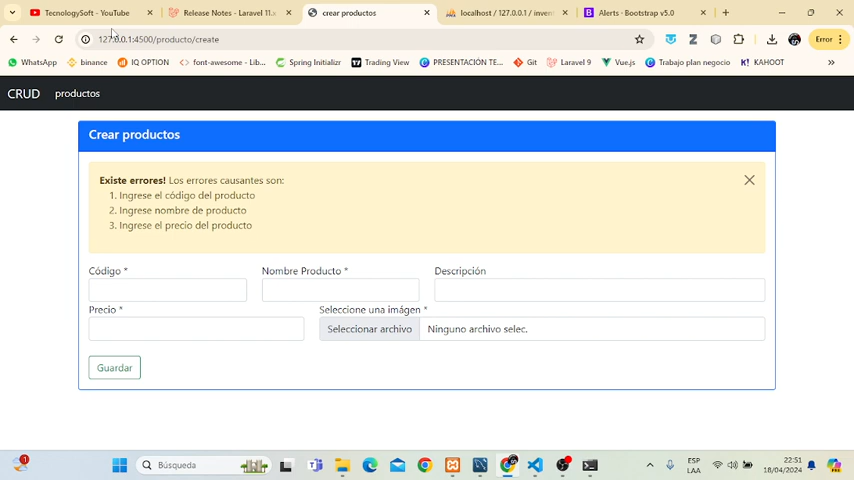 TecnologySoft - YouTube
Release Notes - Laravel 11.x
crear productos
localhost / 127.0.0.1 / invent
Alerts · Bootstrap v5.0
127.0.0.1:4500/producto/create
Error
WhatsApp
binance
IQ OPTION
font-awesome - Lib...
Spring Initializr
Trading View
PRESENTACIÓN TE...
Git
Laravel 9
Vue.js
Trabajo plan negocio
K! KAHOOT
CRUD productos
Crear productos
Existe errores! Los errores causantes son:
1. Ingrese el código del producto
2. Ingrese nombre de producto
3. Ingrese el precio del producto
Código * Nombre Producto * Descripción
Precio * Seleccione una imágen *
Seleccionar archivo Ninguno archivo selec.
Guardar
Búsqueda
ESP
LAA
22:51
18/04/2024